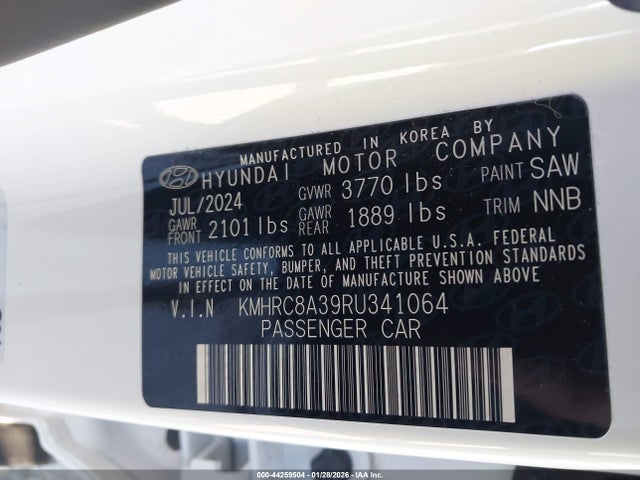 MANUFACTURED IN KOREA BY
HYUNDAI MOTOR COMPANY
JUL/2024 GVWR 3770 lbs PAINT SAW
GAWR FRONT 2101 lbs GAWR REAR 1889 lbs TRIM NNB
THIS VEHICLE CONFORMS TO ALL APPLICABLE U.S.A. FEDERAL
MOTOR VEHICLE SAFETY, BUMPER, AND THEFT PREVENTION STANDARDS
IN EFFECT ON THE DATE OF MANUFACTURE SHOWN ABOVE.
V.I.N KMHRC8A39RU341064
PASSENGER CAR
000-44259504 | 01/28/2026 - IAA, Inc.